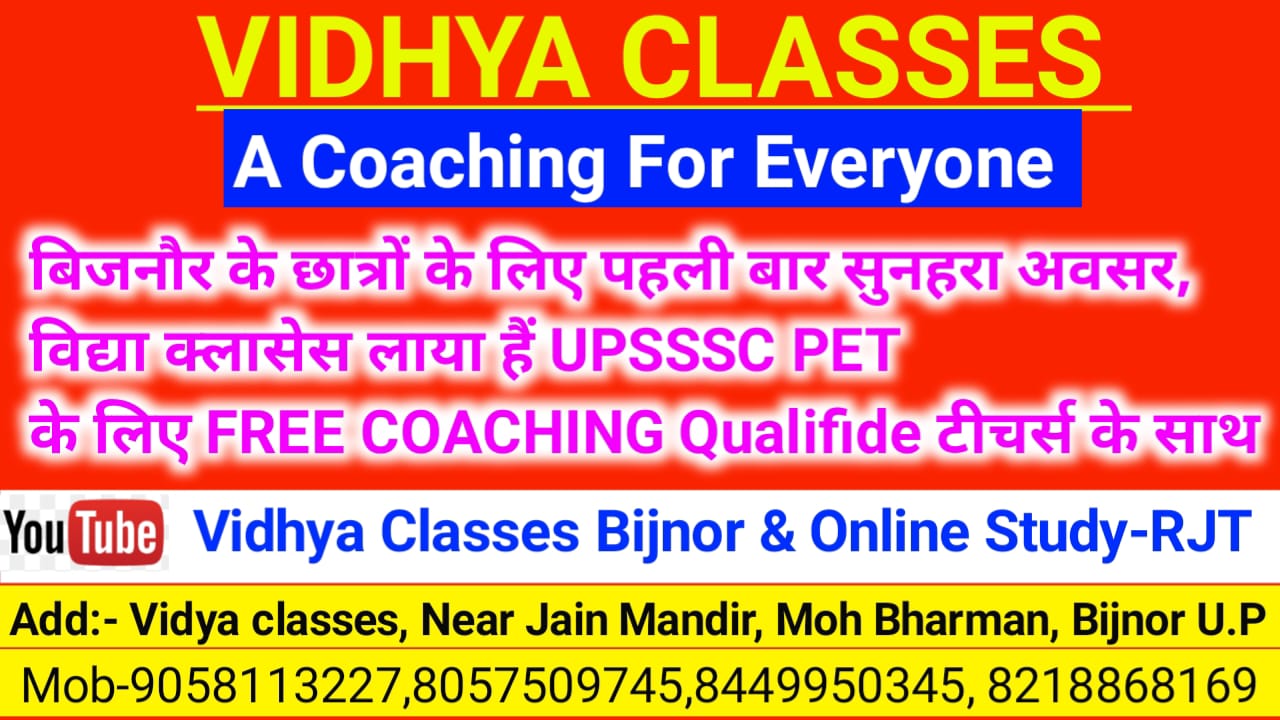 VIDHYA CLASSES
A Coaching For Everyone
बिजनौर के छात्रों के लिए पहली बार सुनहरा अवसर,
विद्या क्लासेस लाया हैं UPSSSC PET
के लिए FREE COACHING Qualifide टीचर्स के साथ
YouTube Vidhya Classes Bijnor & Online Study-RJT
Add:- Vidya classes, Near Jain Mandir, Moh Bharman, Bijnor U.P
Mob-9058113227,8057509745,8449950345, 8218868169